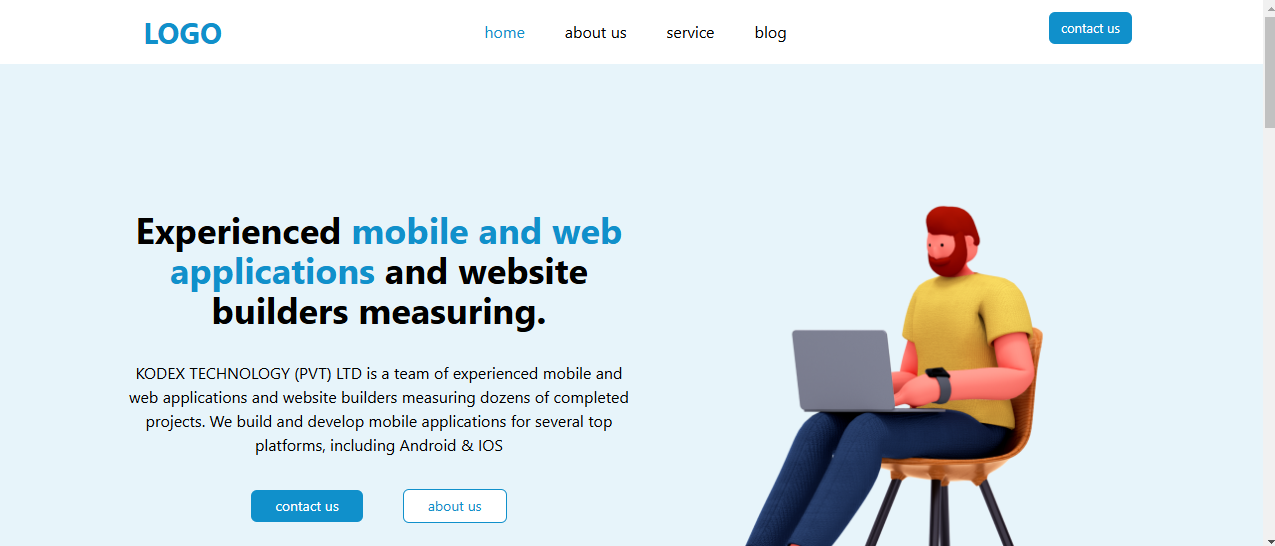 LOGO
home about us service blog
contact us
Experienced mobile and web
applications and website
builders measuring.
KODEX TECHNOLOGY (PVT) LTD is a team of experienced mobile and
web applications and website builders measuring dozens of completed
projects. We build and develop mobile applications for several top
platforms, including Android & IOS
contact us about us